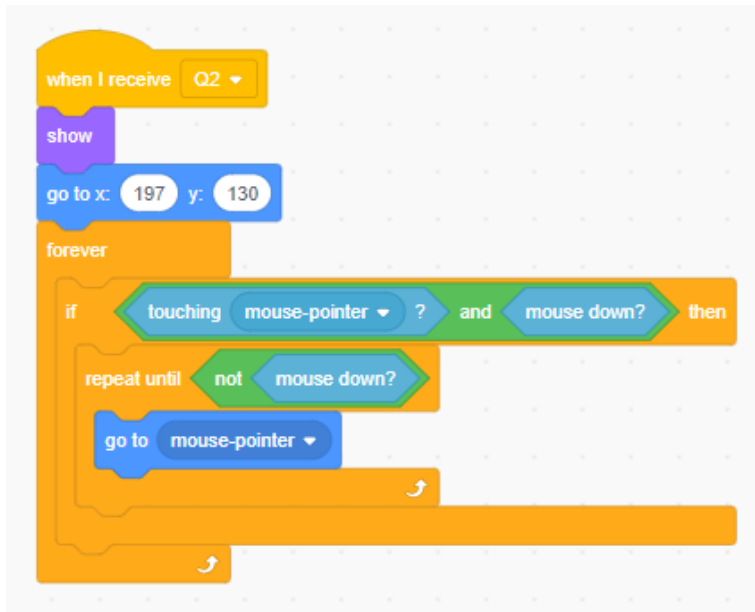 when I receive Q2
show
go to x: 197 y: 130
forever
if touching mouse-pointer ? and mouse down? then
repeat until not mouse down?
go to mouse-pointer